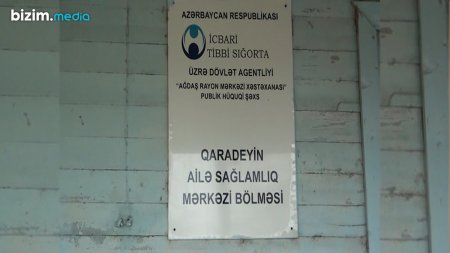 bizim.media
AZƏRBAYCAN RESPUBLİKASI
İCBARİ
TİBBİ SIĞORTA
ÜZRƏ DÖVLƏT AGENTLİYİ
"AĞDAŞ RAYON MƏRKƏZİ XƏSTƏXANASI"
PUBLİK HÜQUQİ ŞƏXS
QARADEYİN
AİLƏ SAĞLAMLIQ
MƏRKƏZİ BÖLMƏSİ